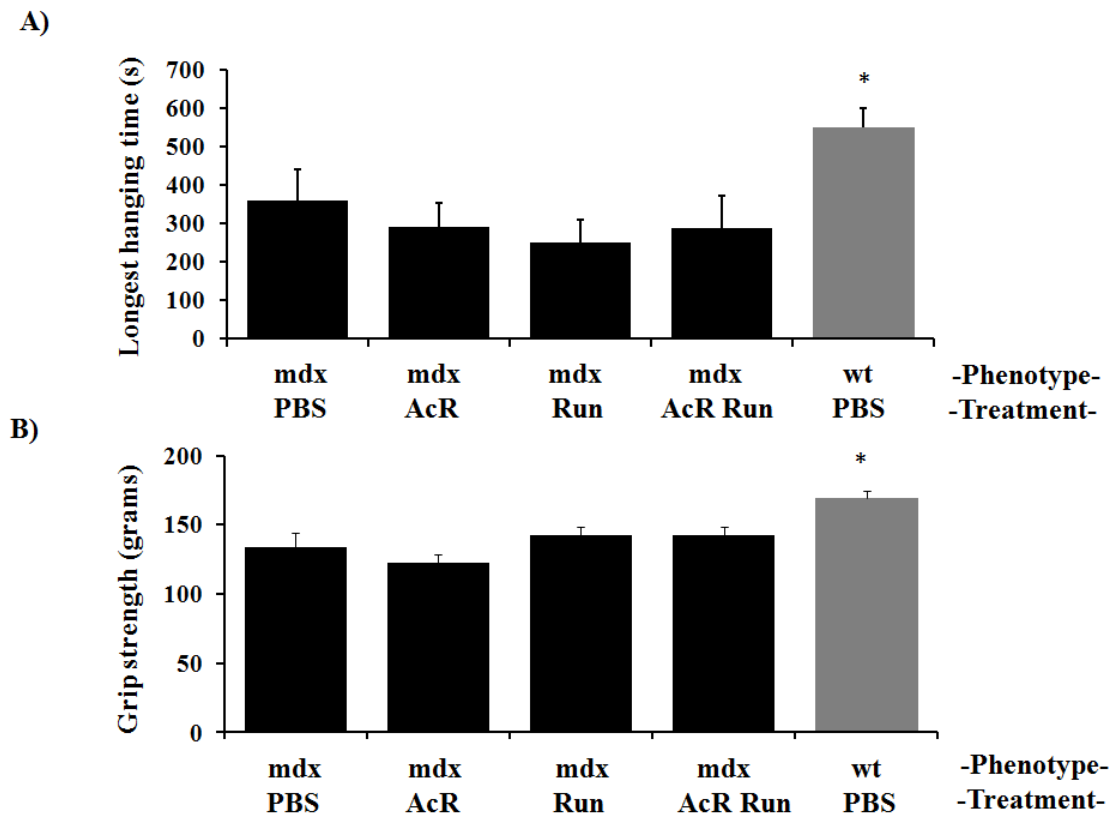 A)
Longest hanging time (s)
700
600
500
400
300
200
100
0
*
mdx mdx mdx mdx wt -Phenotype-
PBS AcR Run AcR Run PBS -Treatment-
B)
Grip strength (grams)
200
150
100
50
0
*
mdx mdx mdx mdx wt -Phenotype-
PBS AcR Run AcR Run PBS -Treatment-